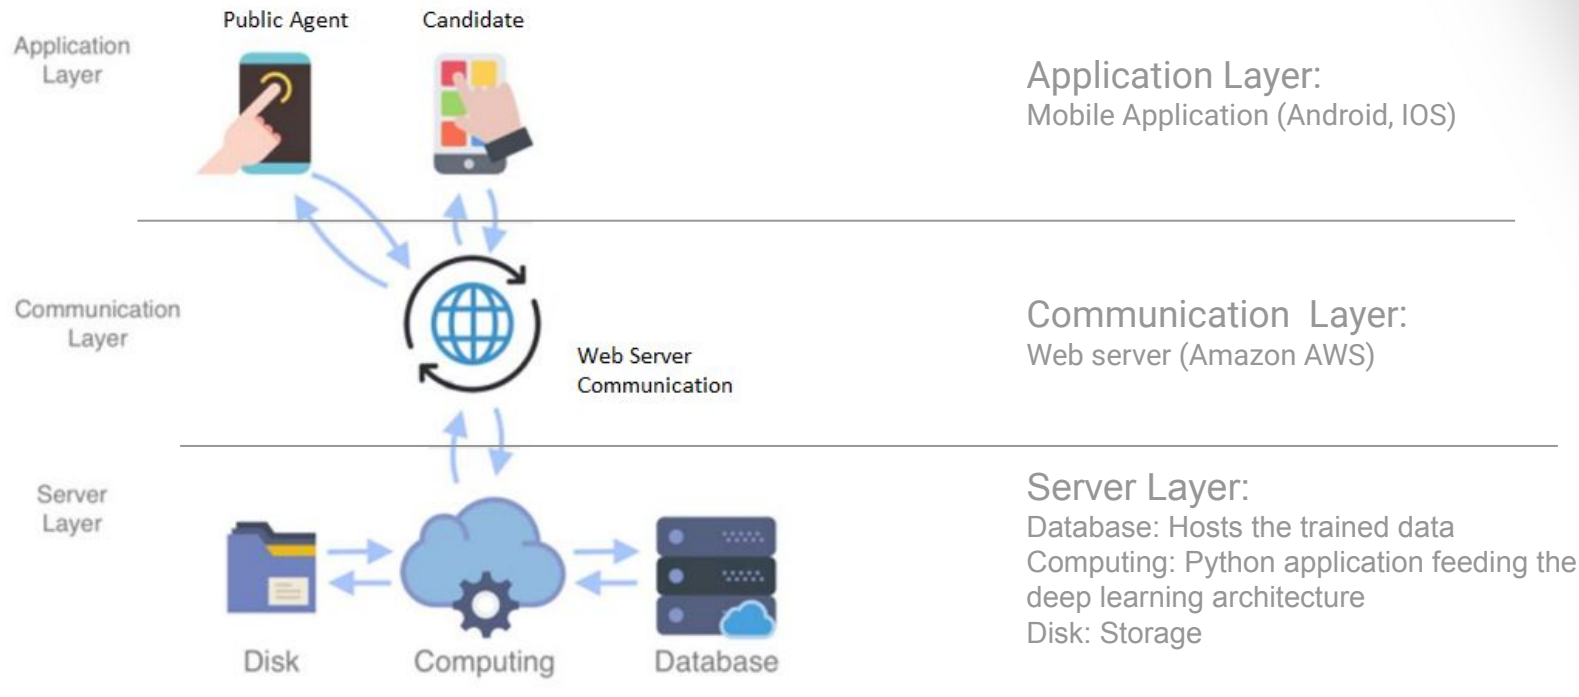 Public Agent
Candidate
Application
Layer
Application Layer:
Mobile Application (Android, IOS)
Communication
Layer
Web Server
Communication
Communication  Layer:
Web server (Amazon AWS)
Server
Layer
Disk
Computing
Database
Server Layer:
Database: Hosts the trained data
Computing: Python application feeding the
deep learning architecture
Disk: Storage